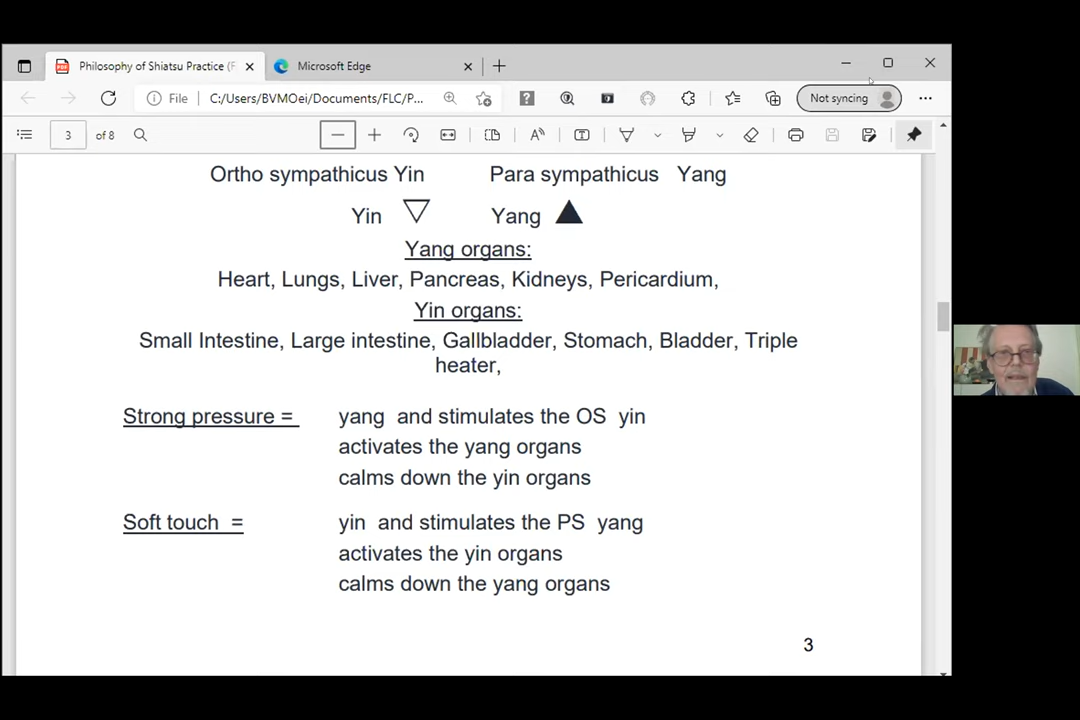 Philosophy of Shiatsu Practice (F
Microsoft Edge
File
C:/Users/BVMOei/Documents/FLC/P...
Not syncing
3 of 8
Ortho sympathicus Yin Para sympathicus Yang
Yin Yang
Yang organs:
Heart, Lungs, Liver, Pancreas, Kidneys, Pericardium,
Yin organs:
Small Intestine, Large intestine, Gallbladder, Stomach, Bladder, Triple
heater,
Strong pressure = yang and stimulates the OS yin
activates the yang organs
calms down the yin organs
Soft touch = yin and stimulates the PS yang
activates the yin organs
calms down the yang organs
3